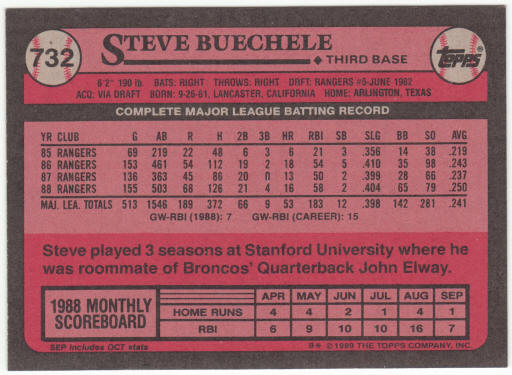 732
STEVE BUECHELE
THIRD BASE
TOPPS
6'2" 190 lb. BATS: RIGHT THROWS: RIGHT DRFT: RANGERS #5-JUNE 1982
ACQ: VIA DRAFT BORN: 9-26-61, LANCASTER, CALIFORNIA HOME: ARLINGTON, TEXAS
COMPLETE MAJOR LEAGUE BATTING RECORD
YR CLUB G AB R H 2B 3B HR RBI SB SLG BB SO AVG
85 RANGERS 69 219 22 48 6 3 6 21 3 .356 14 38 .219
86 RANGERS 153 461 54 112 19 2 18 54 5 .410 35 98 .243
87 RANGERS 136 363 45 86 20 0 13 50 2 .399 28 66 .237
88 RANGERS 155 503 68 126 21 4 16 58 2 .404 65 79 .250
MAJ. LEA. TOTALS 513 1546 189 372 66 9 53 183 12 .398 142 281 .241
GW-RBI (1988): 7 GW-RBI (CAREER): 15
Steve played 3 seasons at Stanford University where he
was roommate of Broncos' Quarterback John Elway.
1988 MONTHLY
SCOREBOARD
APR MAY JUN JUL AUG SEP
HOME RUNS 4 4 2 1 4 1
RBI 6 9 10 10 16 7
SEP includes OCT stats
B* © 1989 THE TOPPS COMPANY, INC.